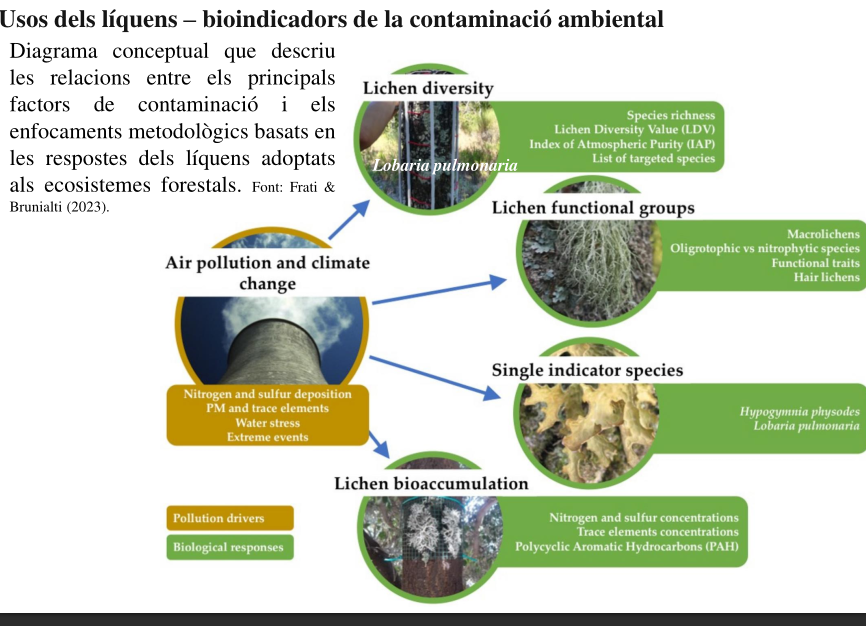 Usos dels líquens – bioindicadors de la contaminació ambiental
Diagrama conceptual que descriu
les relacions entre els principals
factors de contaminació i els
enfocaments metodològics basats en
les respostes dels líquens adoptats
als ecosistemes forestals. Font: Frati &
Brunialti (2023).
Lichen diversity
Species richness
Lichen Diversity Value (LDV)
Index of Atmospheric Purity (IAP)
List of targeted species
Lobaria pulmonaria
Lichen functional groups
Macrolichens
Oligrotophic vs nitrophytic species
Functional traits
Hair lichens
Air pollution and climate
change
Nitrogen and sulfur deposition
PM and trace elements
Water stress
Extreme events
Single indicator species
Hypogymnia physodes
Lobaria pulmonaria
Lichen bioaccumulation
Nitrogen and sulfur concentrations
Trace elements concentrations
Polycyclic Aromatic Hydrocarbons (PAH)
Pollution drivers
Biological responses